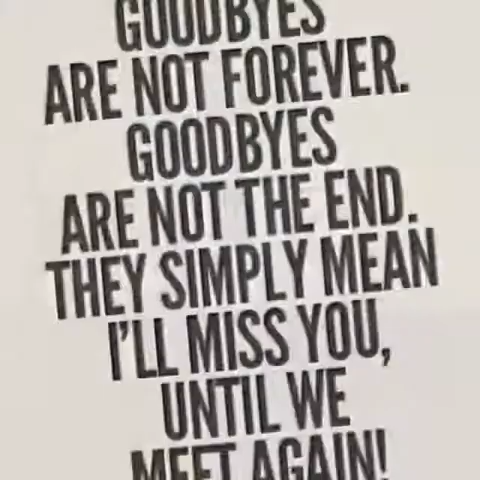 GOODBYES
ARE NOT FOREVER.
GOODBYES
ARE NOT THE END.
THEY SIMPLY MEAN
I'LL MISS YOU,
UNTIL WE
MEET AGAIN!